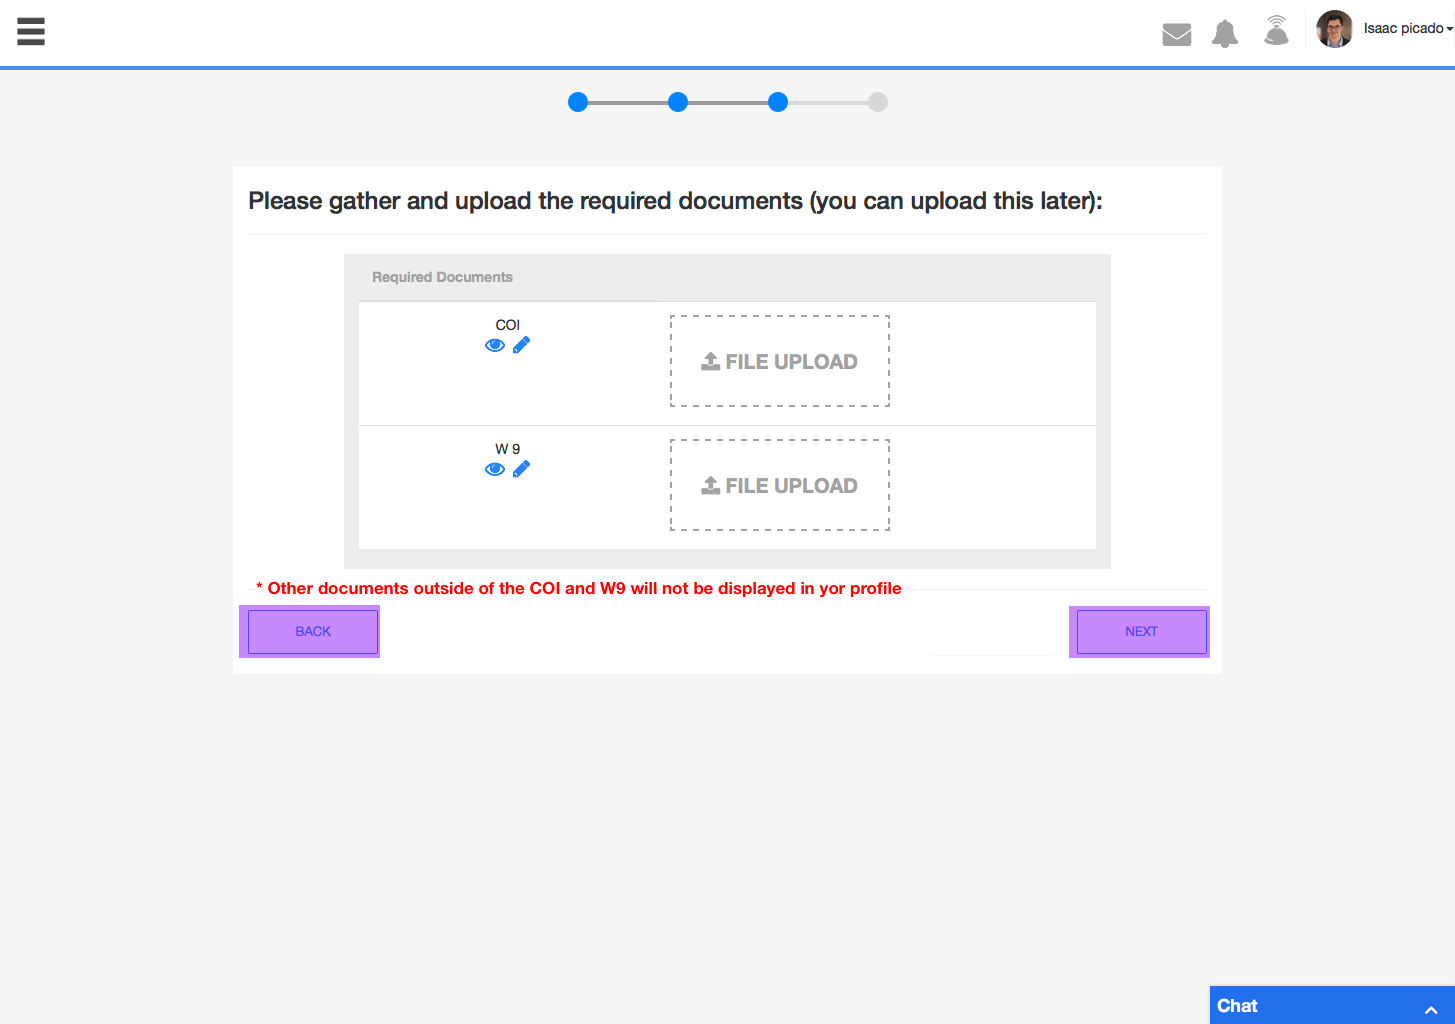 Isaac picado
Please gather and upload the required documents (you can upload this later):
Required Documents
COI
FILE UPLOAD
W 9
FILE UPLOAD
* Other documents outside of the COI and W9 will not be displayed in yor profile
BACK
NEXT
Chat